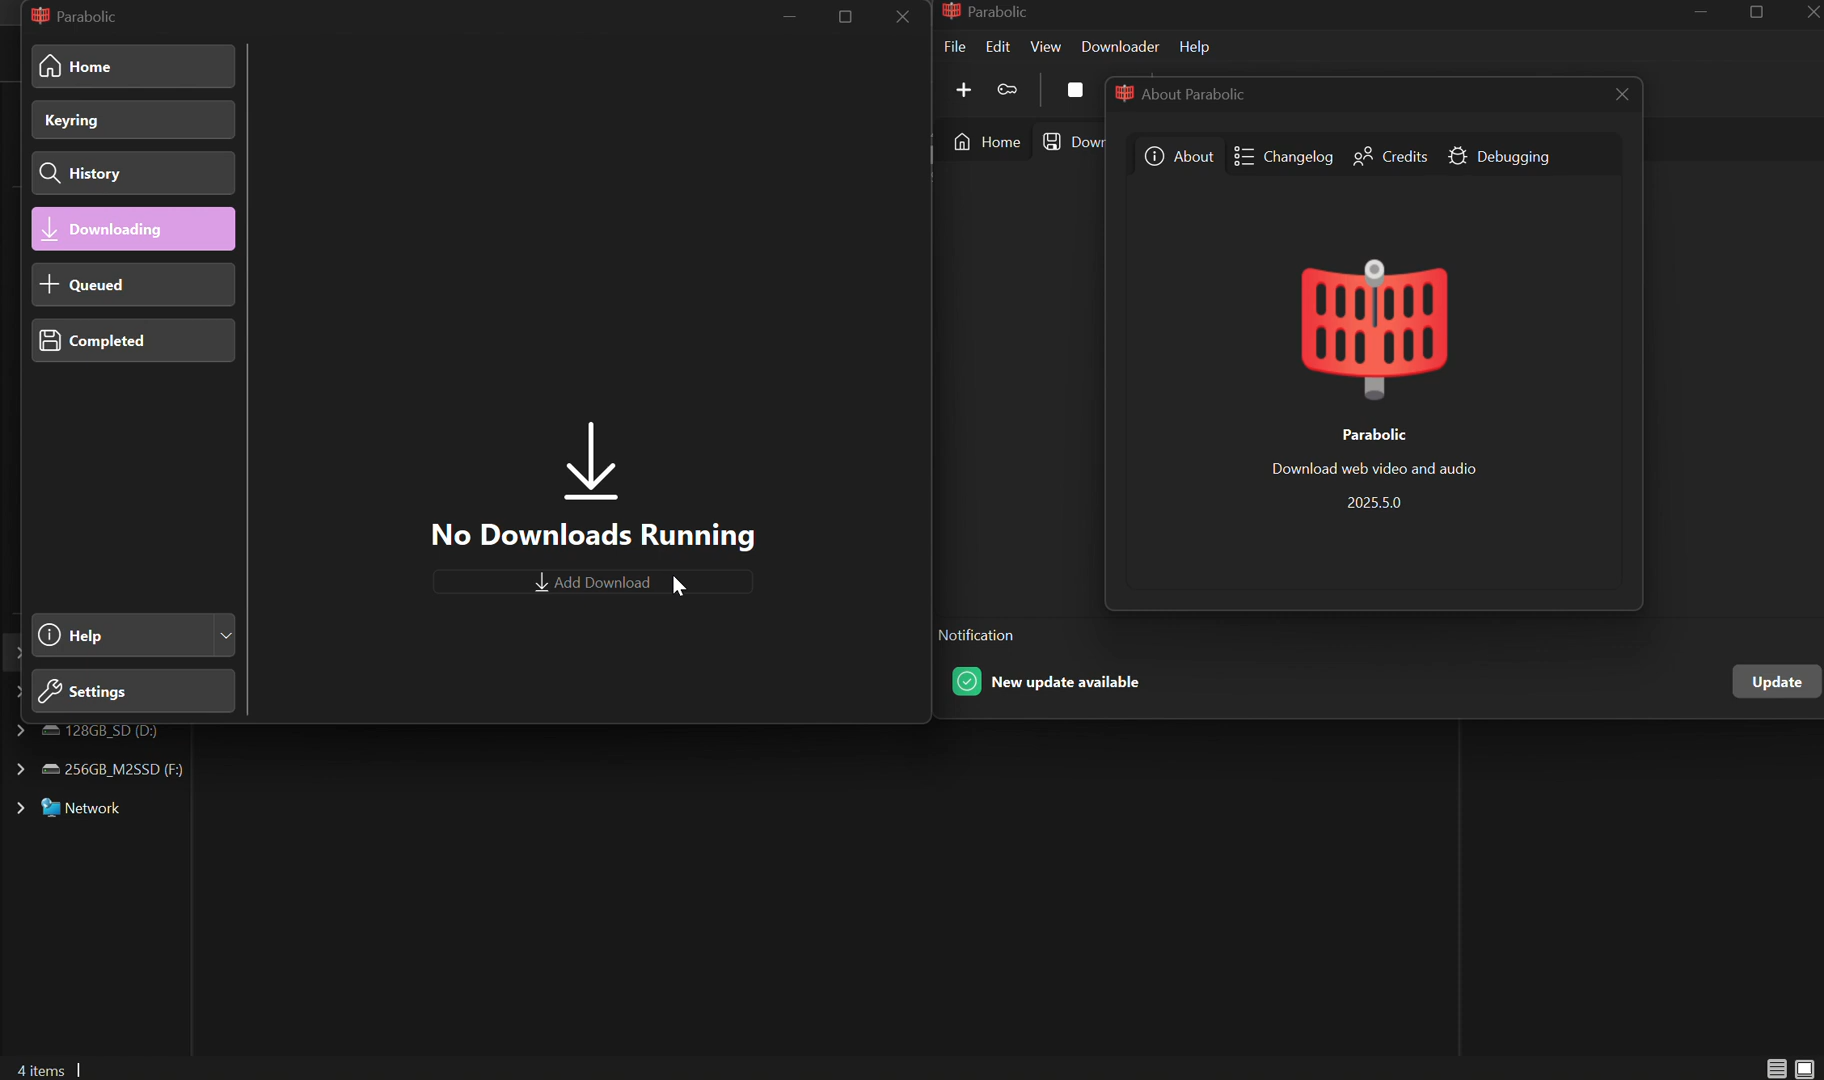 Parabolic
Home
Keyring
History
Downloading
Queued
Completed
No Downloads Running
Add Download
Help
Settings
128GB_SD (D:)
256GB_M2SSD (F:)
Network
4 items
Parabolic
File Edit View Downloader Help
Home Down
About Parabolic
About Changelog Credits Debugging
Parabolic
Download web video and audio
2025.5.0
Notification
New update available
Update